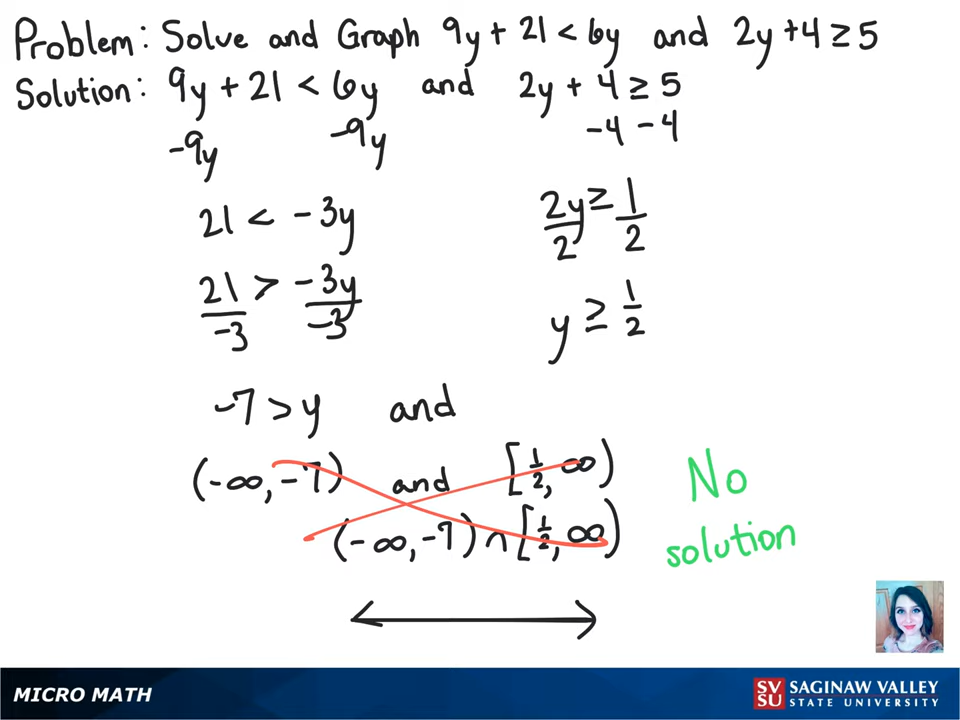 Problem: Solve and Graph 9y + 21 < 6y and 2y + 4 ≥ 5
Solution: 9y + 21 < 6y and 2y + 4 ≥ 5
-9y -9y -4 -4
21 < -3y 2y/2 ≥ 1/2
21/-3 > -3y/-3 y ≥ 1/2
-7 > y and
(-∞, -7) and [1/2, ∞)
(-∞, -7) ∩ [1/2, ∞)
No
solution
MICRO MATH
SV
SU
SAGINAW VALLEY
STATE UNIVERSITY